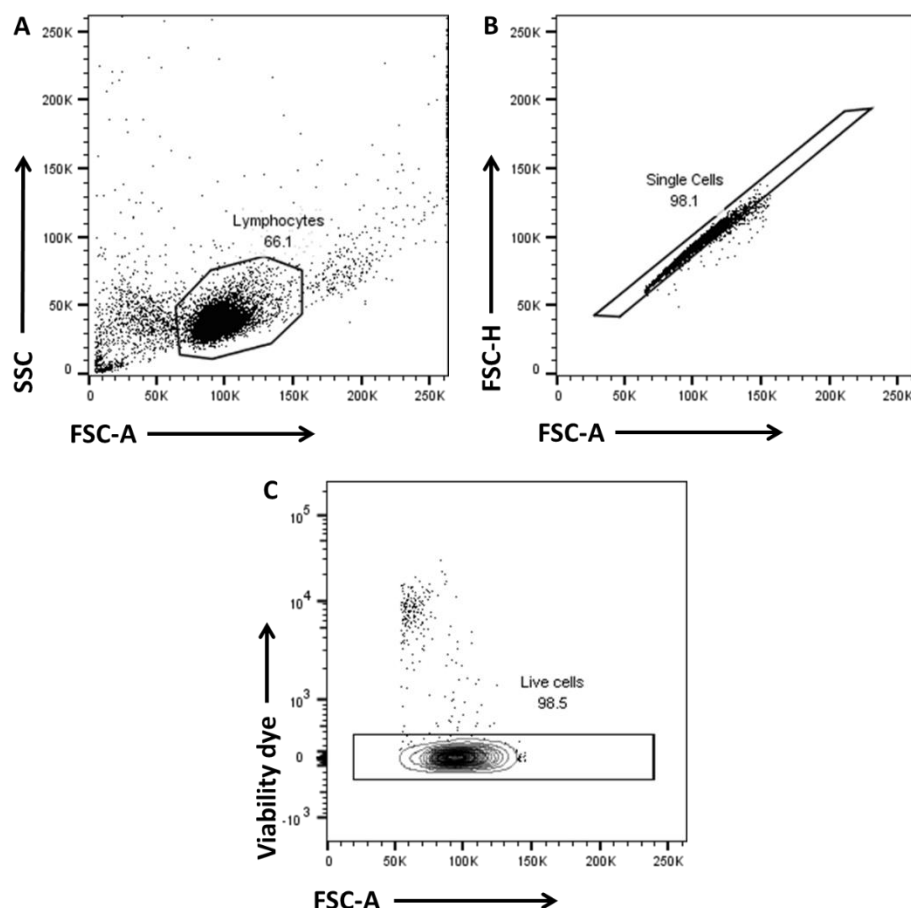 A
250K
200K
150K
100K
50K
0
SSC
Lymphocytes
66.1
0 50K 100K 150K 200K 250K
FSC-A
B
250K
200K
150K
100K
50K
0
FSC-H
Single Cells
98.1
0 50K 100K 150K 200K 250K
FSC-A
C
10^5
10^4
10^3
0
-10^3
Viability dye
Live cells
98.5
0 50K 100K 150K 200K 250K
FSC-A